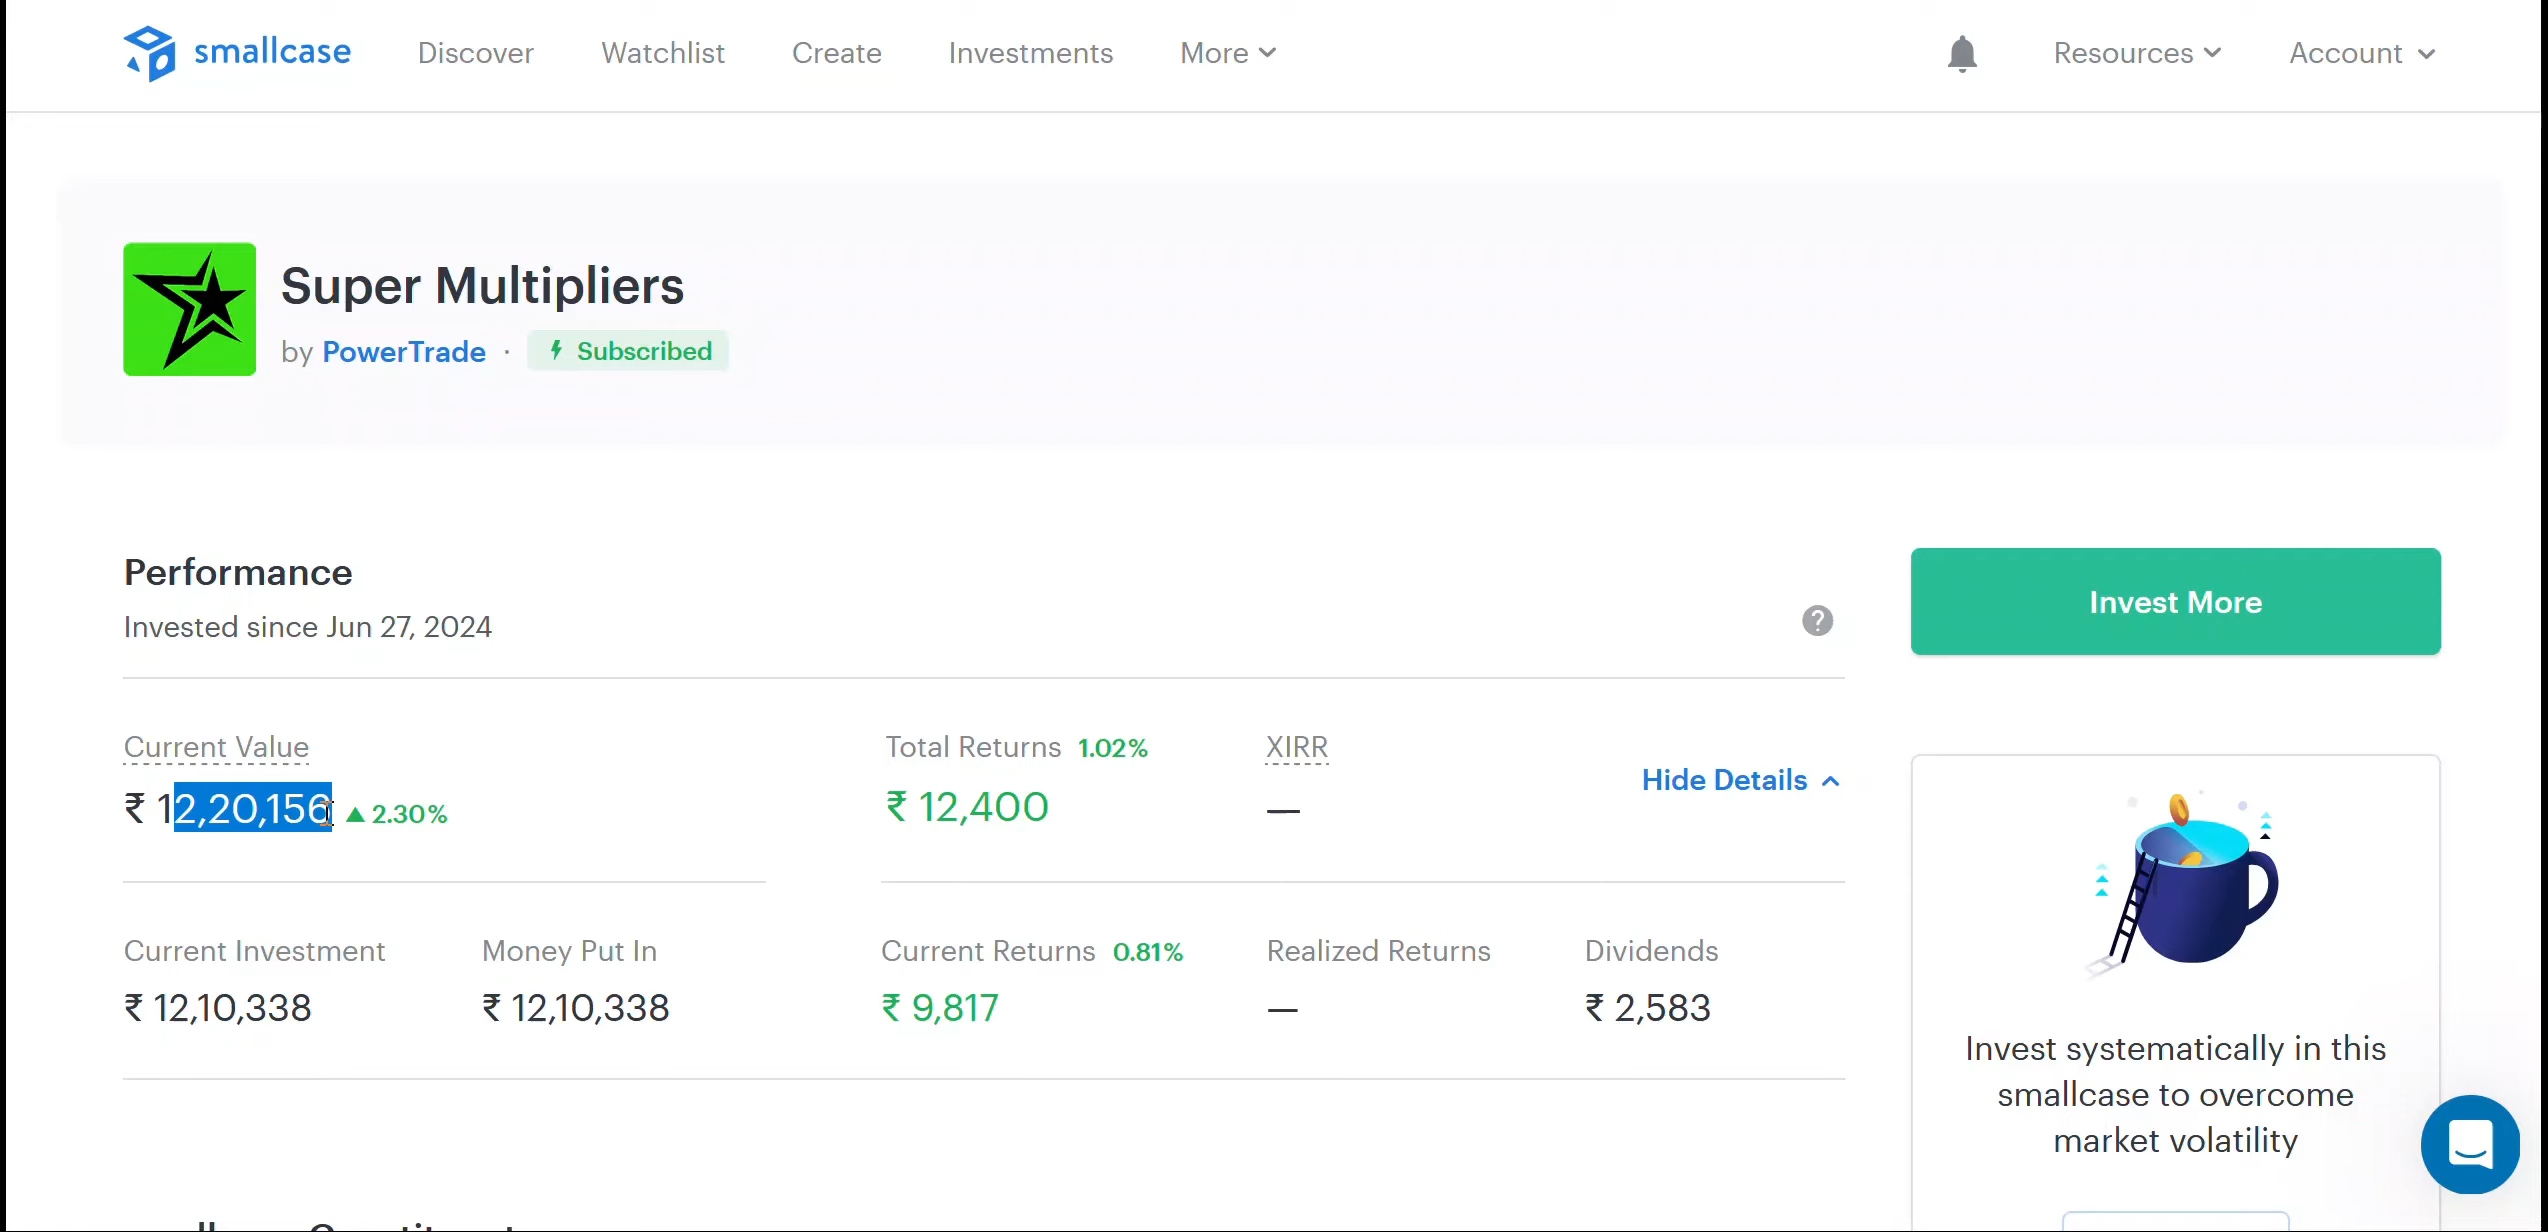 smallcase Discover Watchlist Create Investments More Resources Account
Super Multipliers
by PowerTrade · Subscribed
Performance
Invested since Jun 27, 2024
?
Invest More
Current Value
₹ 12,20,156 ▲ 2.30%
Total Returns 1.02%
₹ 12,400
XIRR
—
Hide Details
Current Investment
₹ 12,10,338
Money Put In
₹ 12,10,338
Current Returns 0.81%
₹ 9,817
Realized Returns
—
Dividends
₹ 2,583
Invest systematically in this
smallcase to overcome
market volatility